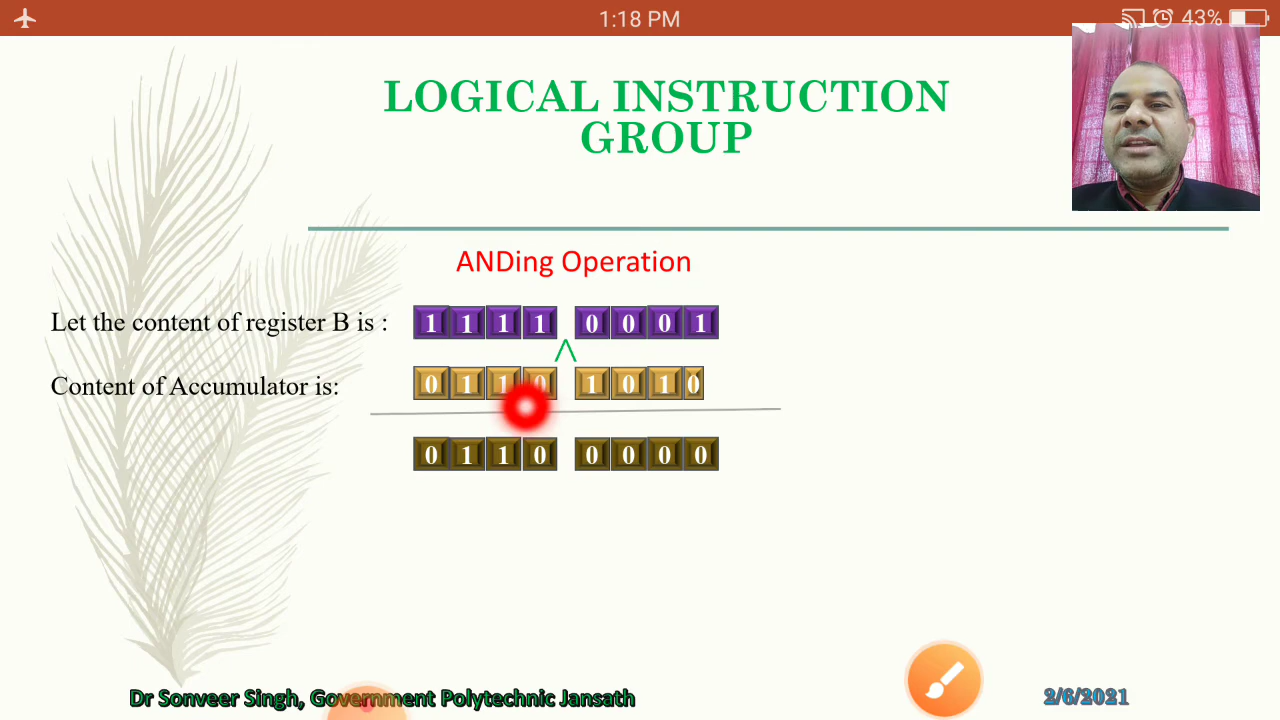 1:18 PM
43%
LOGICAL INSTRUCTION
GROUP
ANDing Operation
Let the content of register B is : 1 1 1 1 0 0 0 1
^
Content of Accumulator is: 0 1 1 0 1 0 1 0
0 1 1 0 0 0 0 0
Dr Sonveer Singh, Government Polytechnic Jansath
2/6/2021